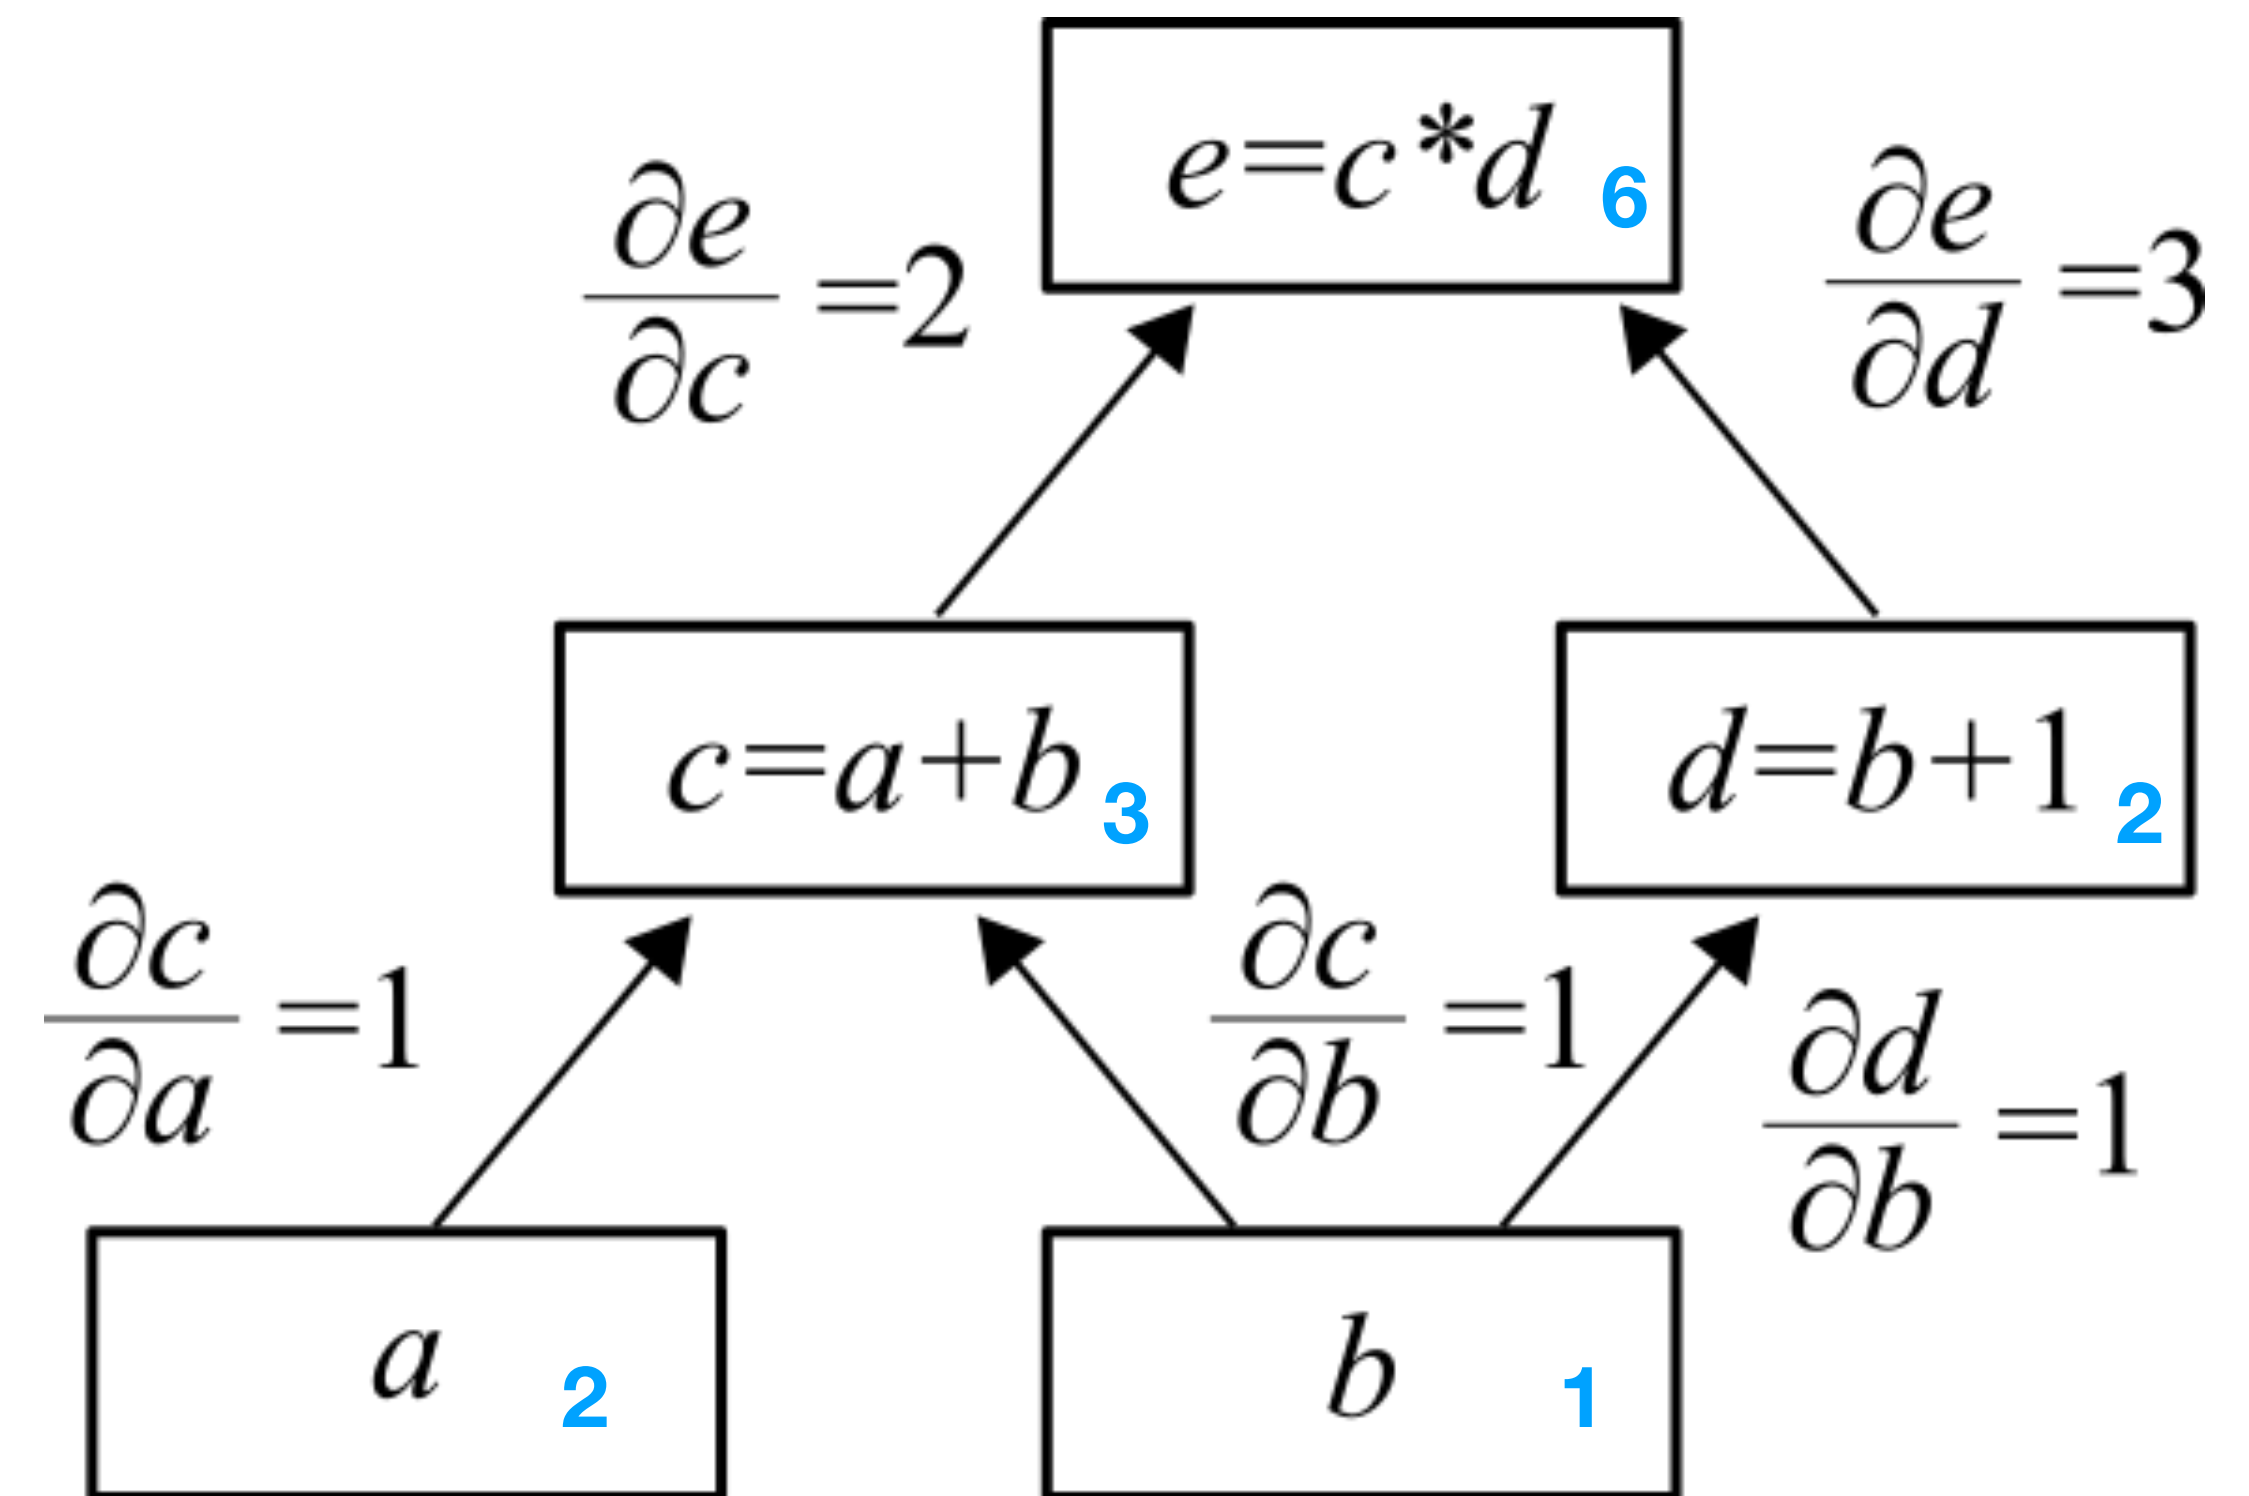 e=c*d 6
∂e/∂c =2
∂e/∂d =3
c=a+b 3
d=b+1 2
∂c/∂a =1
∂c/∂b =1
∂d/∂b =1
a 2
b 1